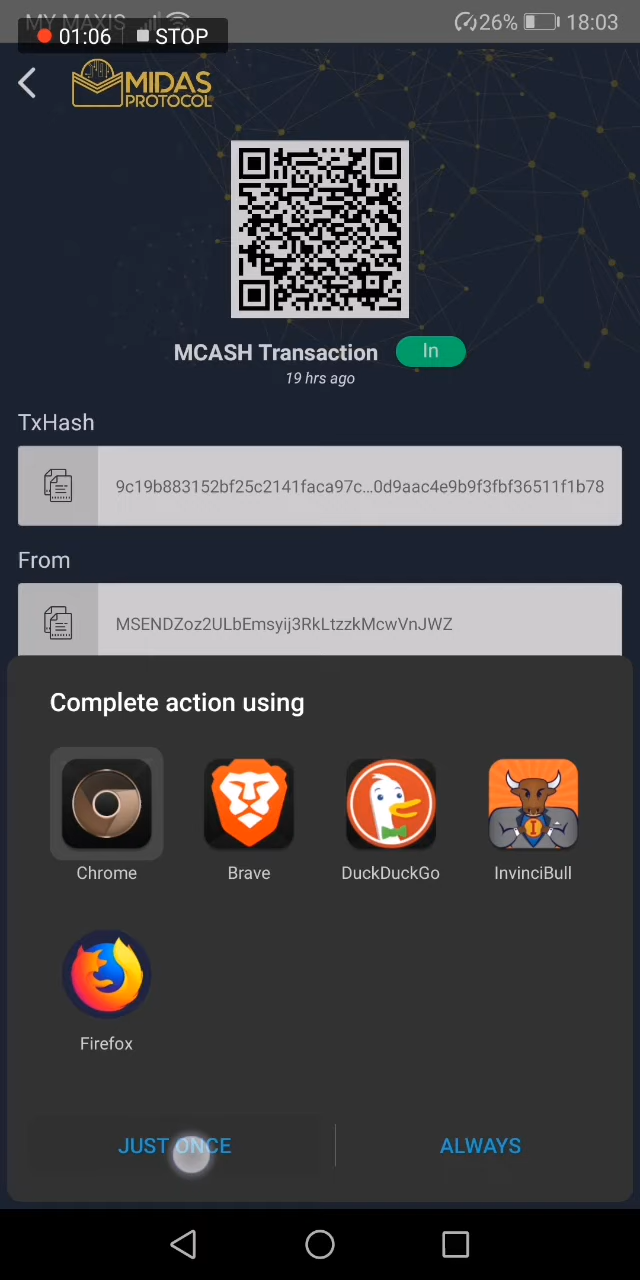 MY MAXIS
26% 18:03
01:06 STOP
MIDAS
PROTOCOL
MCASH Transaction In
19 hrs ago
TxHash
9c19b883152bf25c2141faca97c...0d9aac4e9b9f3fbf36511f1b78
From
MSENDZoz2ULbEmsyij3RkLtzzkMcwVnJWZ
Complete action using
Chrome Brave DuckDuckGo InvinciBull
Firefox
JUST ONCE ALWAYS